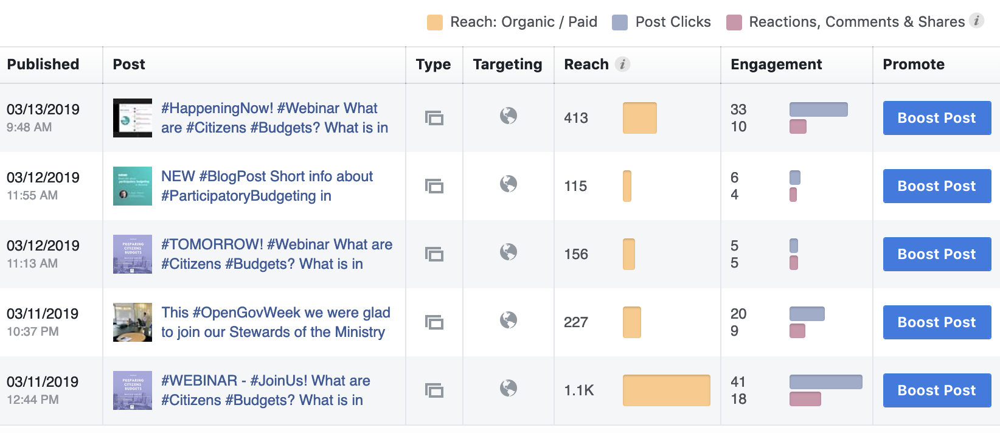 Reach: Organic / Paid Post Clicks Reactions, Comments & Shares i
Published Post Type Targeting Reach i Engagement Promote
03/13/2019
9:48 AM
#HappeningNow! #Webinar What
are #Citizens #Budgets? What is in
413
33
10
Boost Post
03/12/2019
11:55 AM
NEW #BlogPost Short info about
#ParticipatoryBudgeting in
115
6
4
Boost Post
03/12/2019
11:13 AM
PREPARING
CITIZENS
BUDGETS
#TOMORROW! #Webinar What are
#Citizens #Budgets? What is in
156
5
5
Boost Post
03/11/2019
10:37 PM
This #OpenGovWeek we were glad
to join our Stewards of the Ministry
227
20
9
Boost Post
03/11/2019
12:44 PM
PREPARING
CITIZENS
BUDGETS
#WEBINAR - #JoinUs! What are
#Citizens #Budgets? What is in
1.1K
41
18
Boost Post